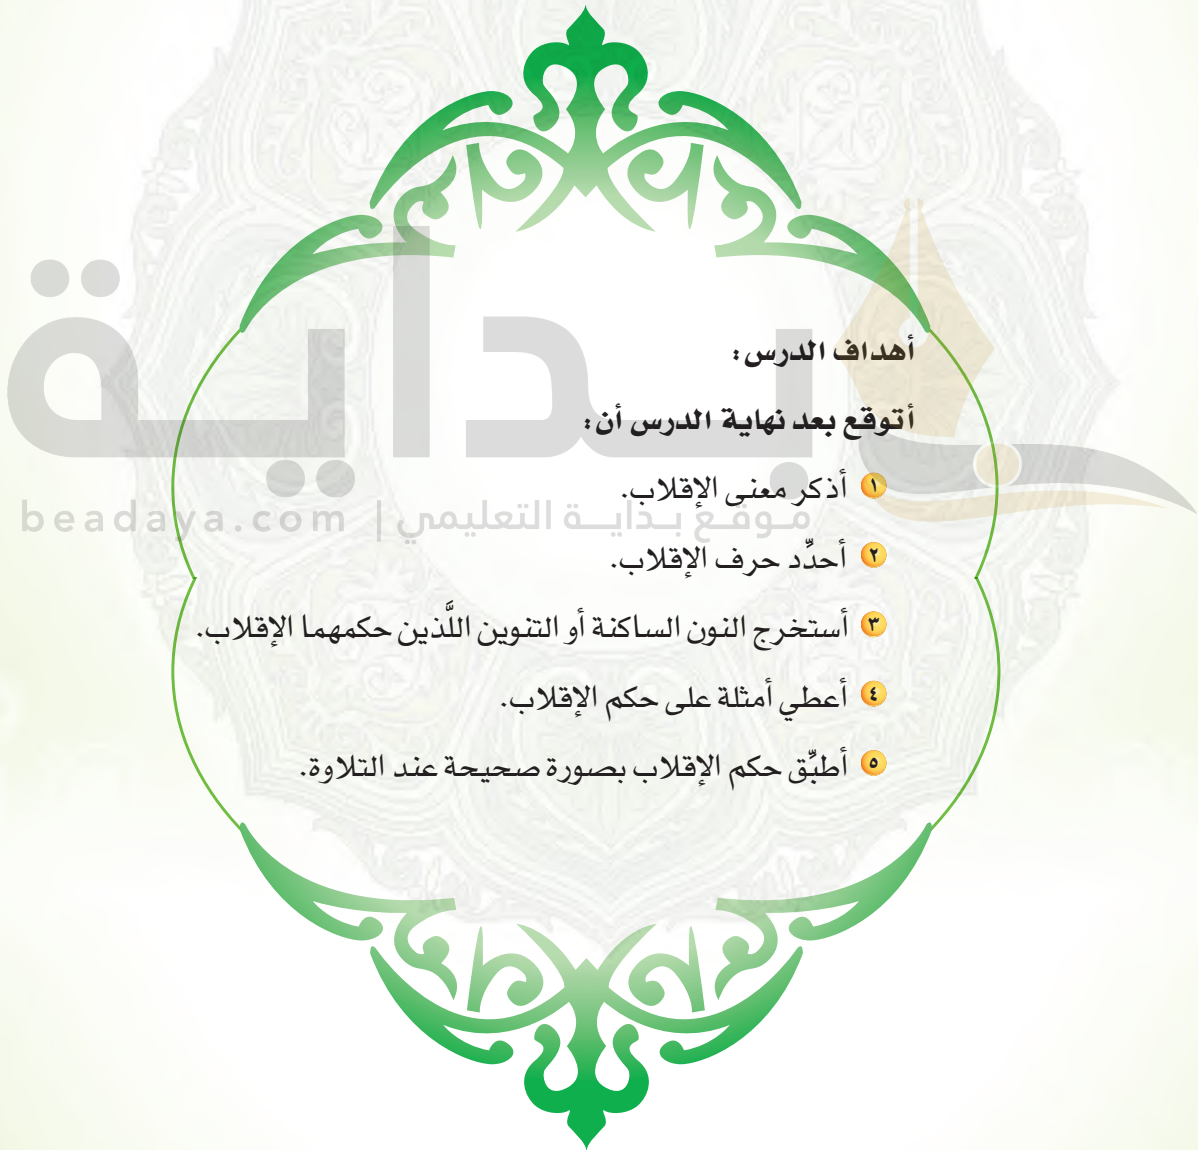 أهداف الدرس:
أتوقع بعد نهاية الدرس أن:
١ أذكر معنى الإقلاب.
٢ أحدِّد حرف الإقلاب.
٣ أستخرج النون الساكنة أو التنوين اللَّذين حكمهما الإقلاب.
٤ أعطي أمثلة على حكم الإقلاب.
٥ أطبِّق حكم الإقلاب بصورة صحيحة عند التلاوة.
بداية
موقع بداية التعليمي | beadaya.com